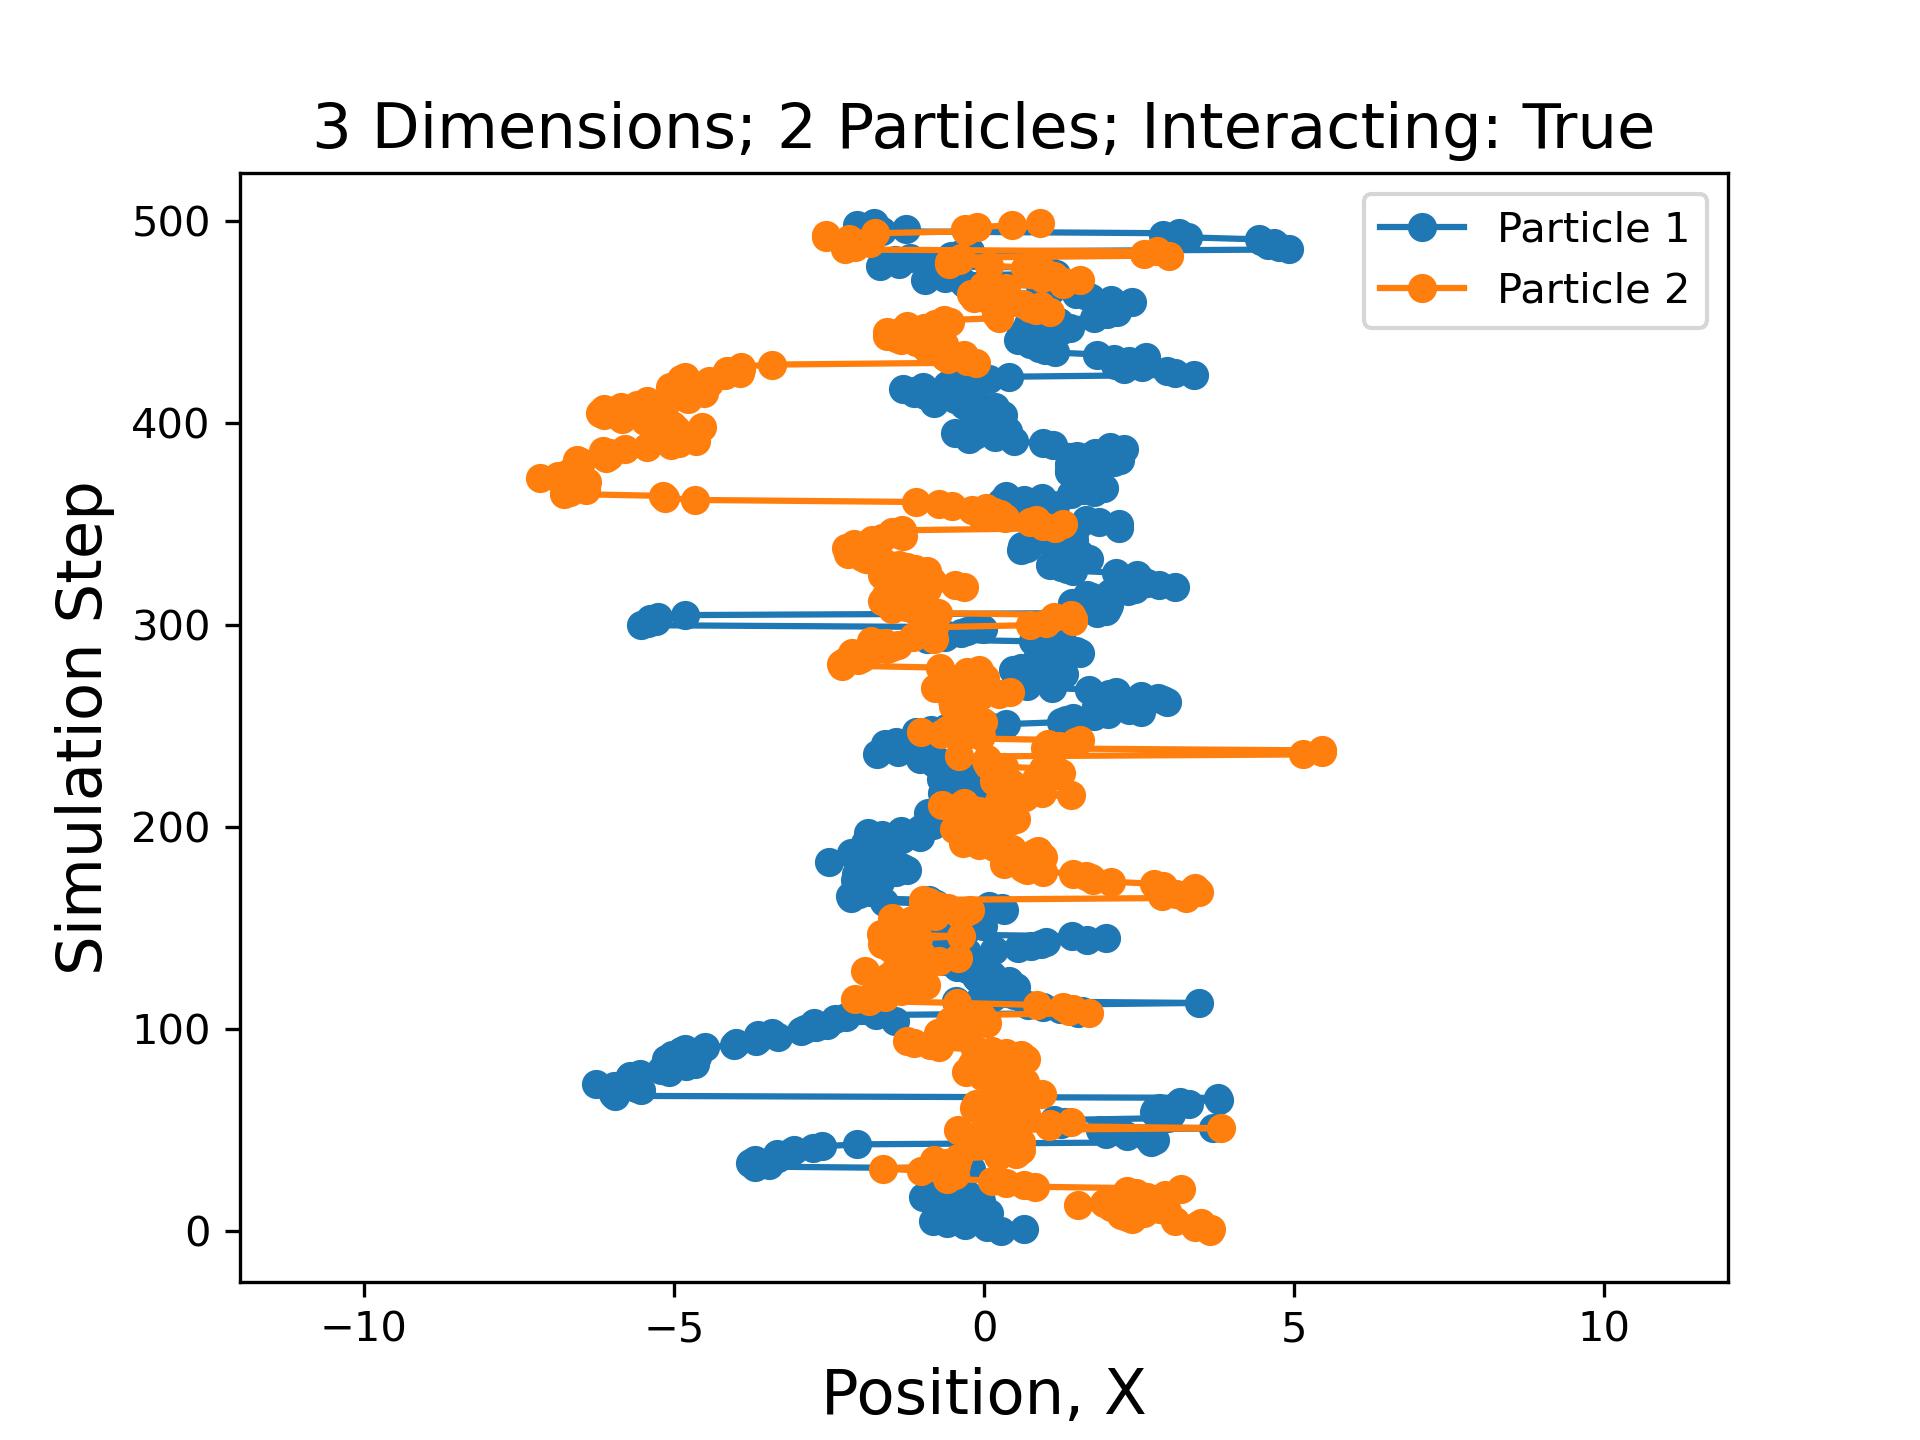 3 Dimensions; 2 Particles; Interacting: True
Particle 1
Particle 2
Simulation Step
500
400
300
200
100
0
−10
−5
0
5
10
Position, X